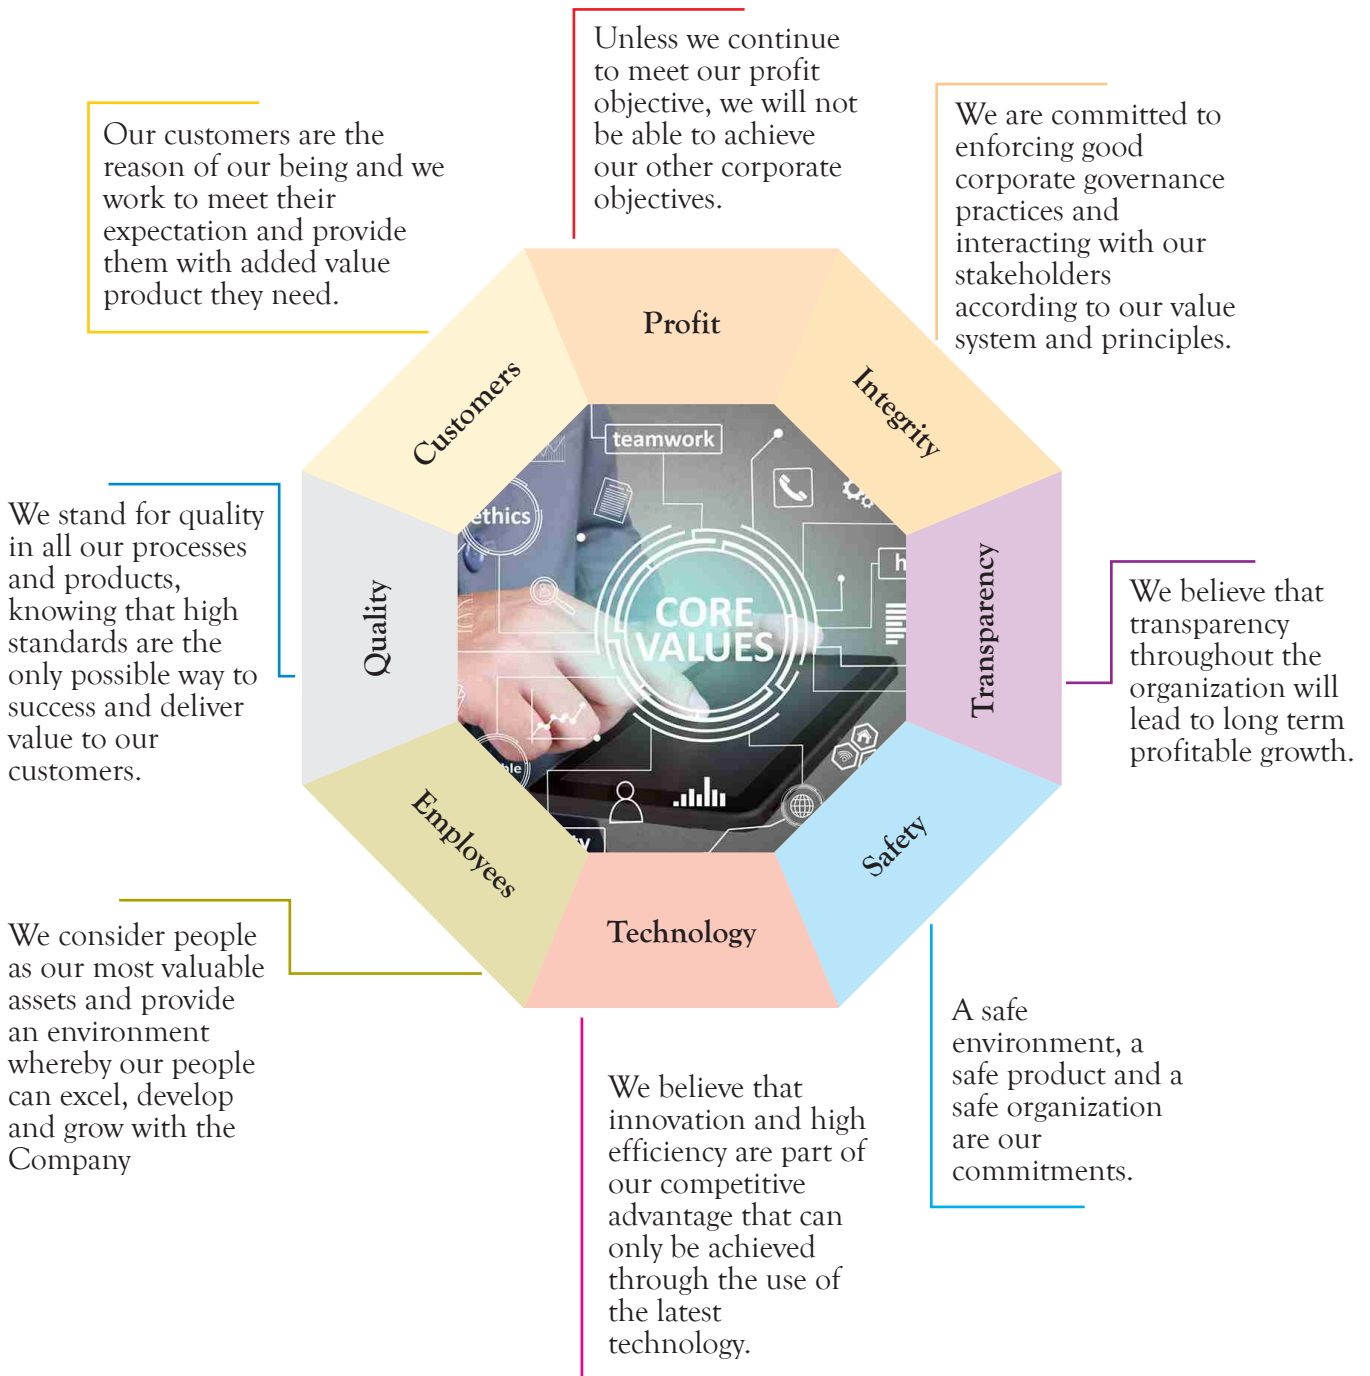 Unless we continue
to meet our profit
objective, we will not
be able to achieve
our other corporate
objectives.
Our customers are the
reason of our being and we
work to meet their
expectation and provide
them with added value
product they need.
We are committed to
enforcing good
corporate governance
practices and
interacting with our
stakeholders
according to our value
system and principles.
Profit
Customers
Integrity
teamwork
ethics
h
CORE
VALUES
ble
ty
Quality
Transparency
We stand for quality
in all our processes
and products,
knowing that high
standards are the
only possible way to
success and deliver
value to our
customers.
We believe that
transparency
throughout the
organization will
lead to long term
profitable growth.
Employees
Safety
Technology
We consider people
as our most valuable
assets and provide
an environment
whereby our people
can excel, develop
and grow with the
Company
We believe that
innovation and high
efficiency are part of
our competitive
advantage that can
only be achieved
through the use of
the latest
technology.
A safe
environment, a
safe product and a
safe organization
are our
commitments.